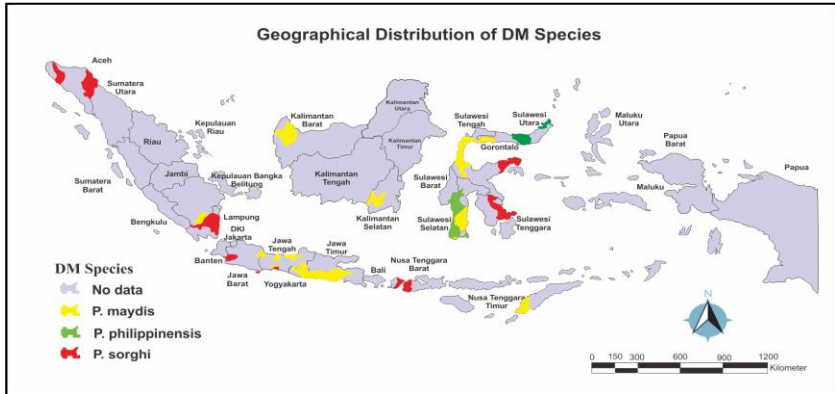 Geographical Distribution of DM Species
Aceh
Sumatera
Utara
Kepulauan
Riau
Riau
Jambi
Sumatera
Barat
Kepulauan Bangka
Belitung
Bengkulu
Lampung
DKI
Jakarta
Banten
Jawa
Barat
Jawa
Tengah
Yogyakarta
Jawa
Timur
Bali
Nusa Tenggara
Barat
Nusa Tenggara
Timur
Kalimantan
Barat
Kalimantan
Utara
Kalimantan
Timur
Kalimantan
Tengah
Kalimantan
Selatan
Sulawesi
Tengah
Sulawesi
Utara
Gorontalo
Sulawesi
Barat
Sulawesi
Selatan
Sulawesi
Tenggara
Maluku
Utara
Maluku
Papua
Barat
Papua
DM Species
No data
P. maydis
P. philippinensis
P. sorghi
N
0 150 300 600 900 1200
Kilometer